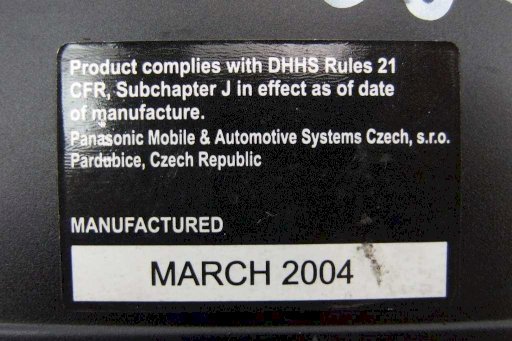 Product complies with DHHS Rules 21
CFR, Subchapter J in effect as of date
of manufacture.
Panasonic Mobile & Automotive Systems Czech, s.r.o.
Pardubice, Czech Republic
MANUFACTURED
MARCH 2004